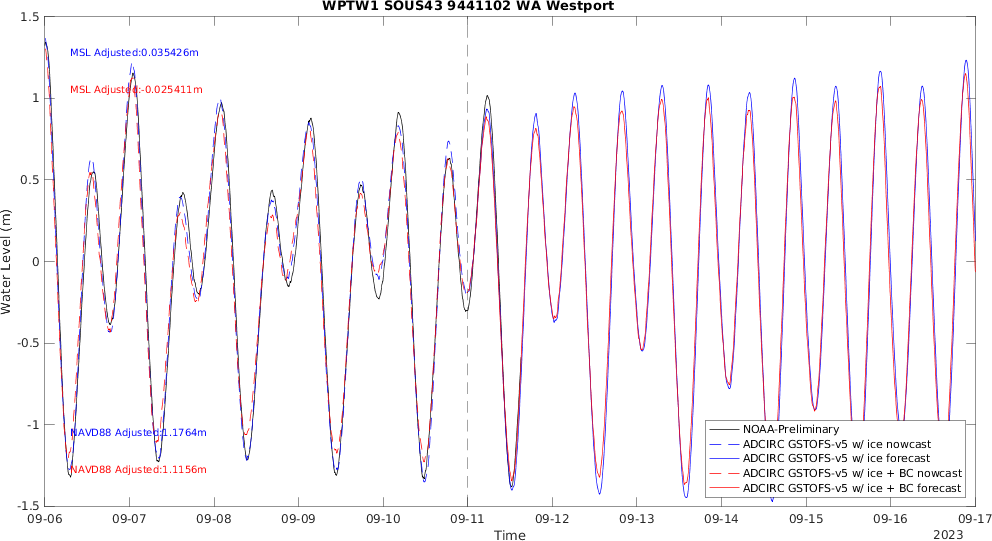 WPTW1 SOUS43 9441102 WA Westport
MSL Adjusted:0.035426m
MSL Adjusted:-0.025411m
NAVD88 Adjusted:1.1764m
NAVD88 Adjusted:1.1156m
Water Level (m)
1.5
1
0.5
0
-0.5
-1
-1.5
NOAA-Preliminary
ADCIRC GSTOFS-v5 w/ ice nowcast
ADCIRC GSTOFS-v5 w/ ice forecast
ADCIRC GSTOFS-v5 w/ ice + BC nowcast
ADCIRC GSTOFS-v5 w/ ice + BC forecast
09-06 09-07 09-08 09-09 09-10 09-11 09-12 09-13 09-14 09-15 09-16 09-17
Time
2023